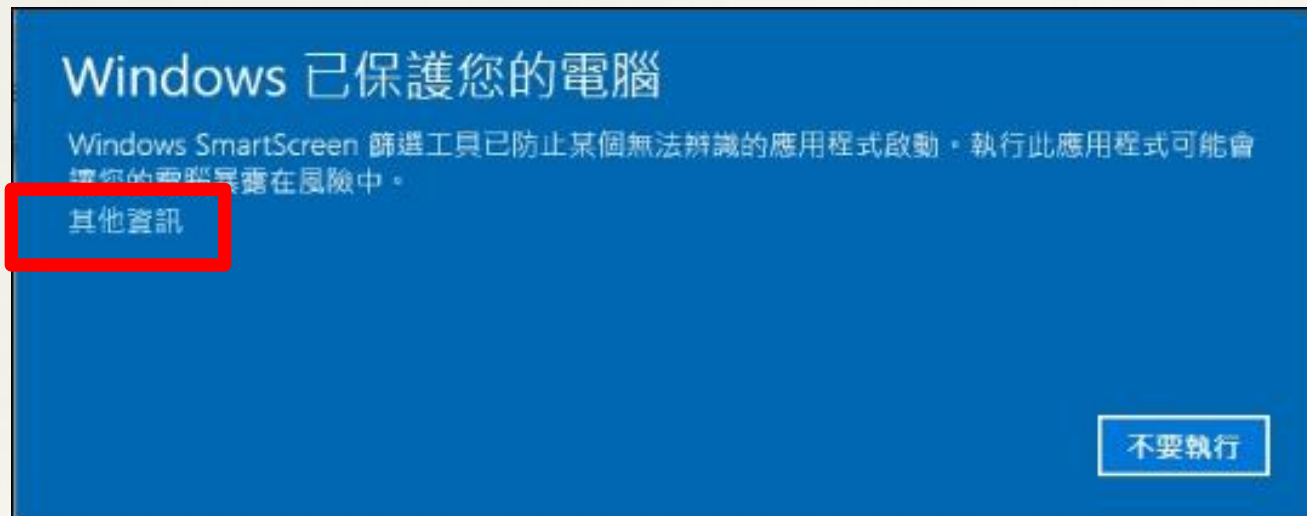 Windows 已保護您的電腦
Windows SmartScreen 篩選工具已防止某個無法辨識的應用程式啟動。執行此應用程式可能會
讓您的電腦暴露在風險中。
其他資訊
不要執行